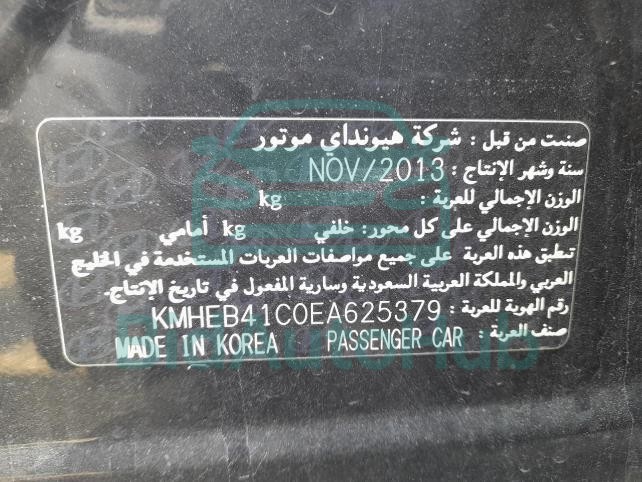 صنعت من قبل : شركة هيونداي موتور
سنة وشهر الإنتاج : NOV/2013
الوزن الإجمالي للعربة : kg
الوزن الإجمالي على كل محور: خلفي kg أمامي kg
تنطبق هذه العربة على جميع مواصفات العربات المستخدمة في الخليج
العربي والمملكة العربية السعودية وسارية المفعول في تاريخ الإنتاج.
رقم الهوية للعربة : KMHEB41C0EA625379
صنف العربة : PASSENGER CAR MADE IN KOREA